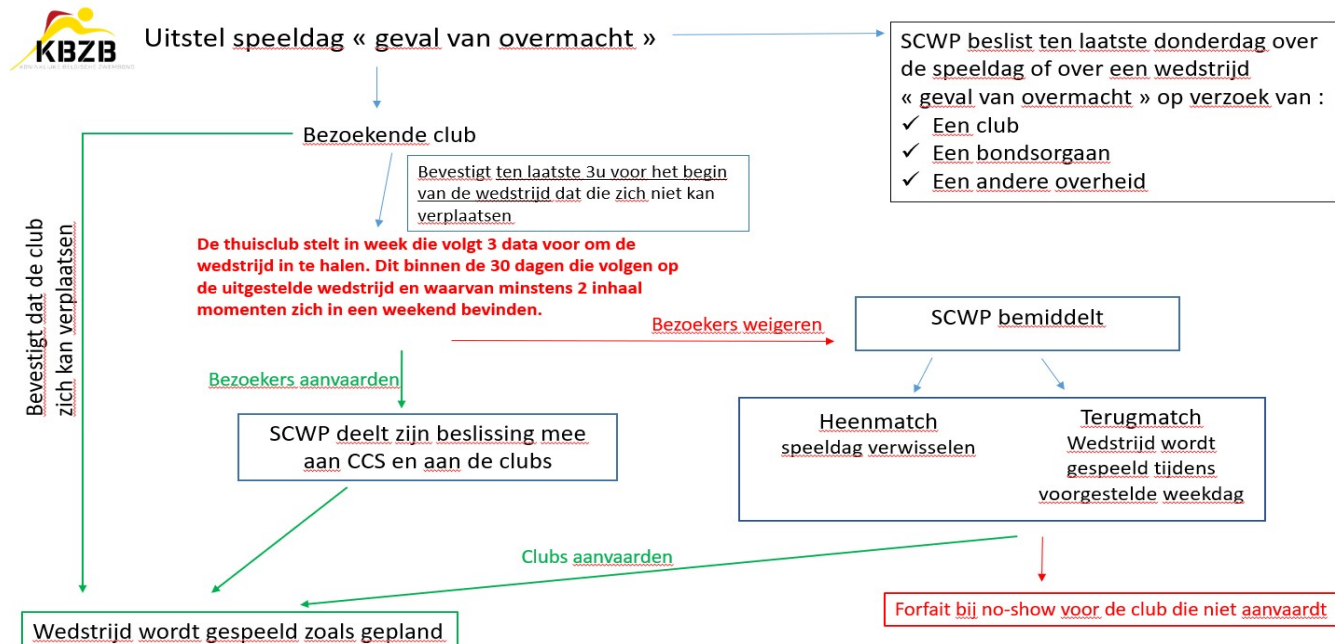 KBZB
Uitstel speeldag « geval van overmacht »
SCWP beslist ten laatste donderdag over
de speeldag of over een wedstrijd
« geval van overmacht » op verzoek van :
✓ Een club
✓ Een bondsorgaan
✓ Een andere overheid
Bezoekende club
Bevestigt ten laatste 3u voor het begin
van de wedstrijd dat die zich niet kan
verplaatsen
Bevestigt dat de club
zich kan verplaatsen
De thuisclub stelt in week die volgt 3 data voor om de
wedstrijd in te halen. Dit binnen de 30 dagen die volgen op
de uitgestelde wedstrijd en waarvan minstens 2 inhaal
momenten zich in een weekend bevinden.
Bezoekers weigeren
SCWP bemiddelt
Bezoekers aanvaarden
SCWP deelt zijn beslissing mee
aan CCS en aan de clubs
Heenmatch
speeldag verwisselen
Terugmatch
Wedstrijd wordt
gespeeld tijdens
voorgestelde weekdag
Clubs aanvaarden
Forfait bij no-show voor de club die niet aanvaardt
Wedstrijd wordt gespeeld zoals gepland